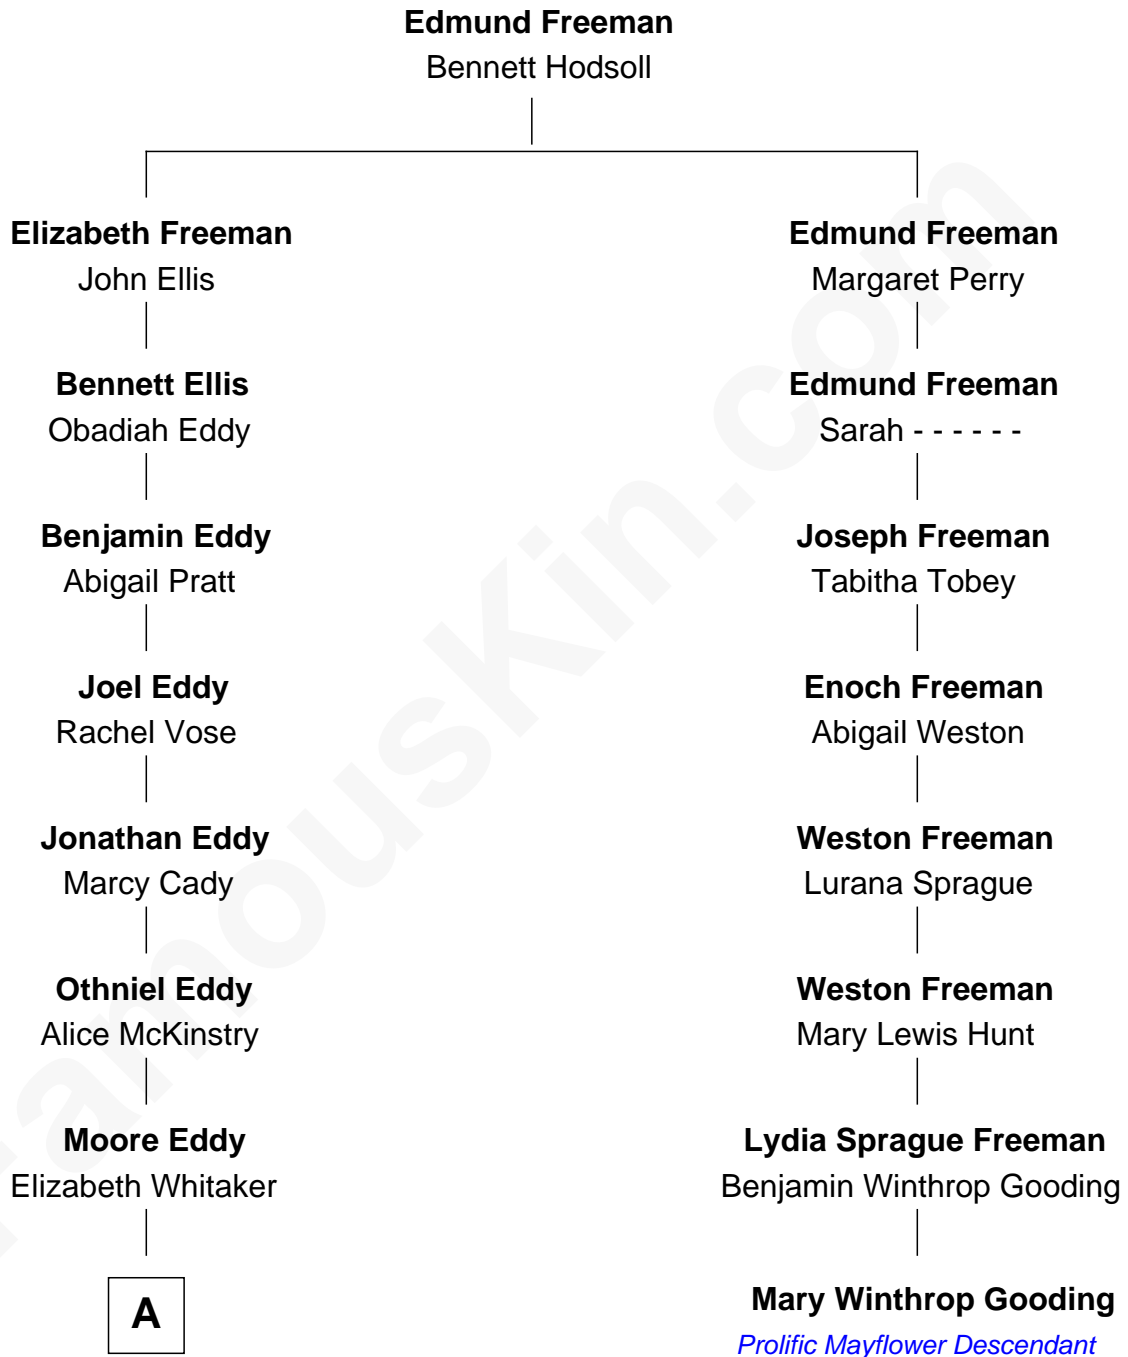 Edmund Freeman
Bennett Hodsoll
Elizabeth Freeman
John Ellis
Bennett Ellis
Obadiah Eddy
Benjamin Eddy
Abigail Pratt
Joel Eddy
Rachel Vose
Jonathan Eddy
Marcy Cady
Othniel Eddy
Alice McKinstry
Moore Eddy
Elizabeth Whitaker
A
Edmund Freeman
Margaret Perry
Edmund Freeman
Sarah - - - - - -
Joseph Freeman
Tabitha Tobey
Enoch Freeman
Abigail Weston
Weston Freeman
Lurana Sprague
Weston Freeman
Mary Lewis Hunt
Lydia Sprague Freeman
Benjamin Winthrop Gooding
Mary Winthrop Gooding
Prolific Mayflower Descendant
FamousKin.com